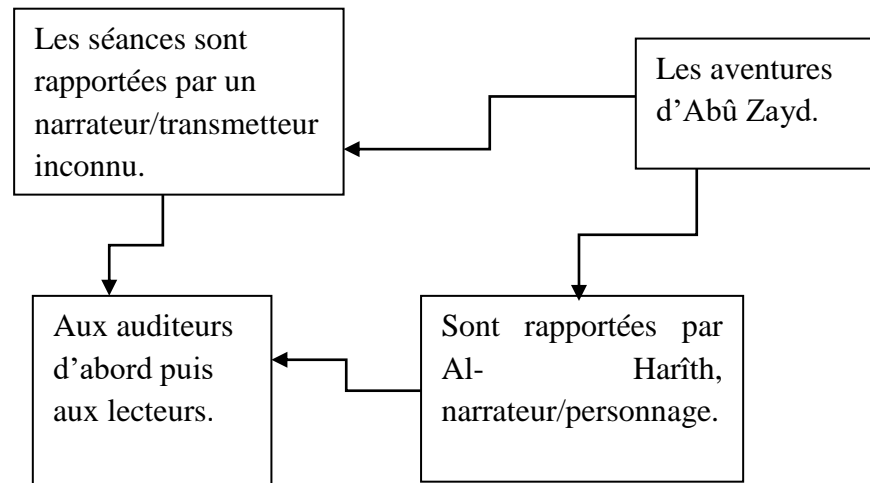 Les séances sont
rapportées par un
narrateur/transmetteur
inconnu.
Les aventures
d’Abû Zayd.
Aux auditeurs
d’abord puis
aux lecteurs.
Sont rapportées par
Al- Harîth,
narrateur/personnage.